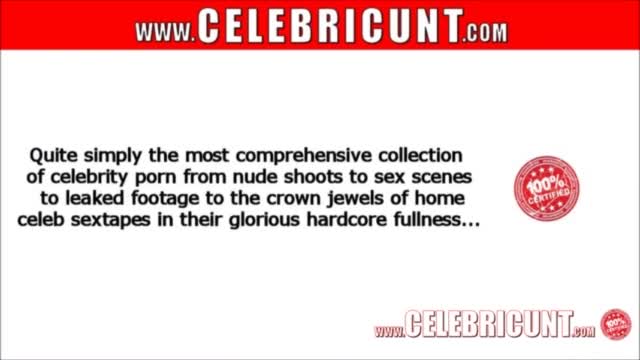 www.CELEBRICUNT.com
Quite simply the most comprehensive collection
of celebrity porn from nude shoots to sex scenes
to leaked footage to the crown jewels of home
celeb sextapes in their glorious hardcore fullness...
100%
CERTIFIED
www.CELEBRICUNT.com
100%